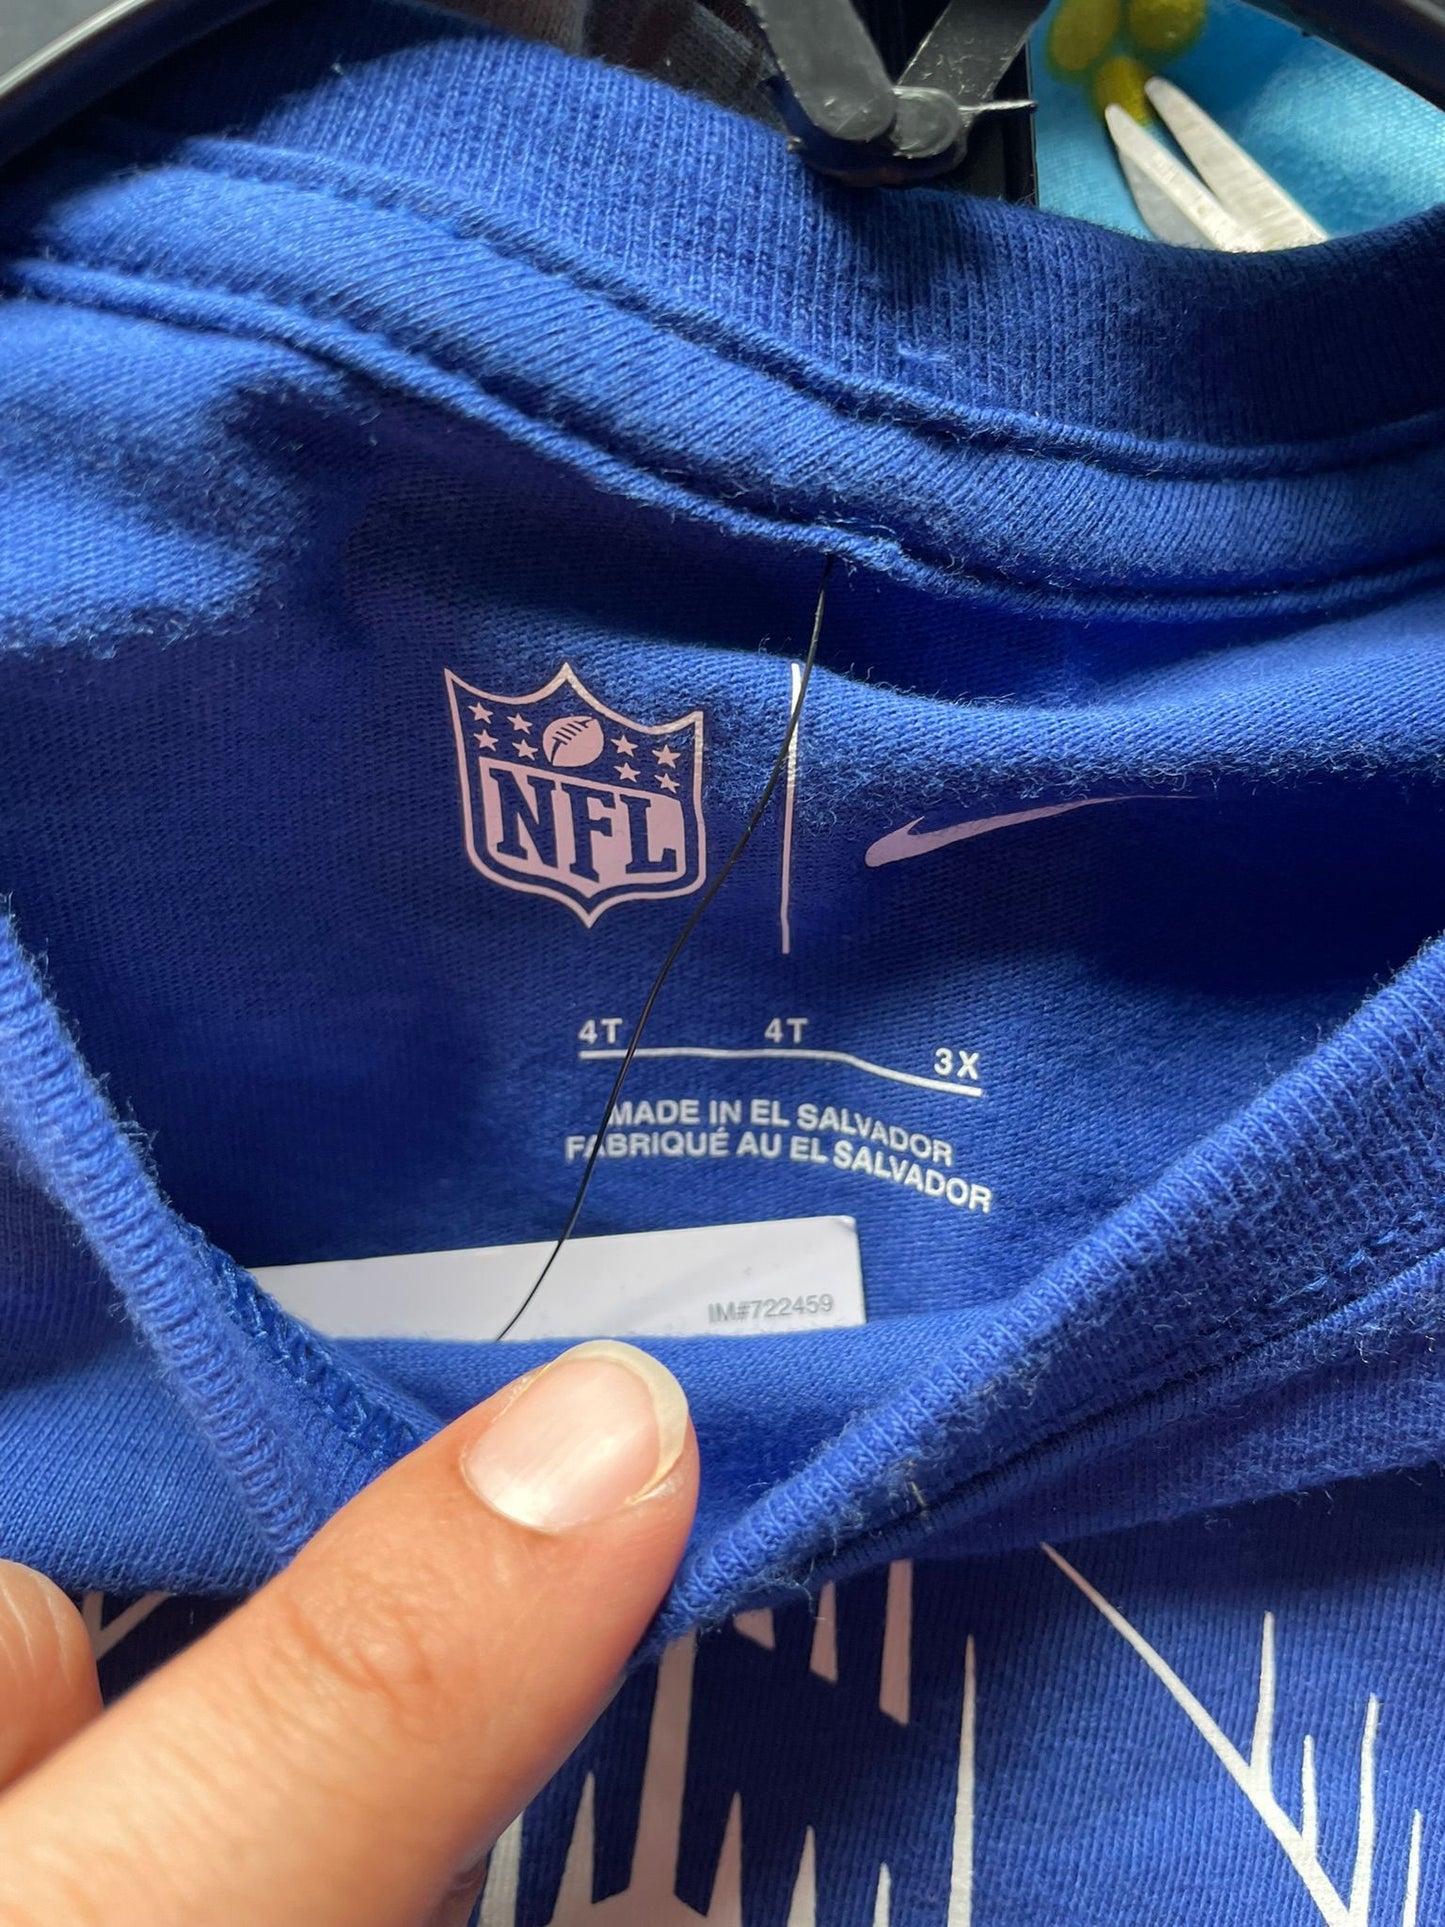 NFL
4T 4T 3X
MADE IN EL SALVADOR
FABRIQUÉ AU EL SALVADOR
IM#722459